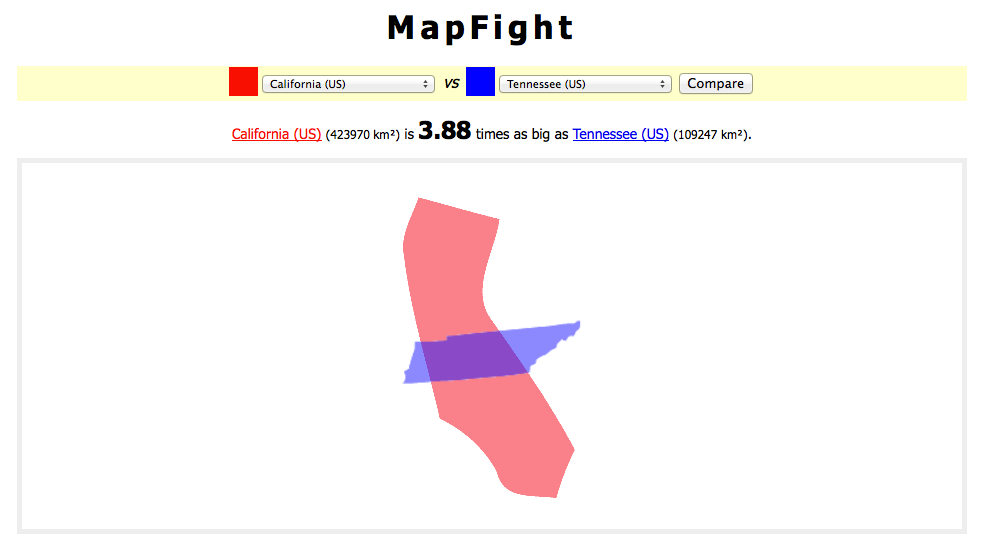 MapFight
California (US) VS Tennessee (US) Compare
California (US) (423970 km²) is 3.88 times as big as Tennessee (US) (109247 km²).